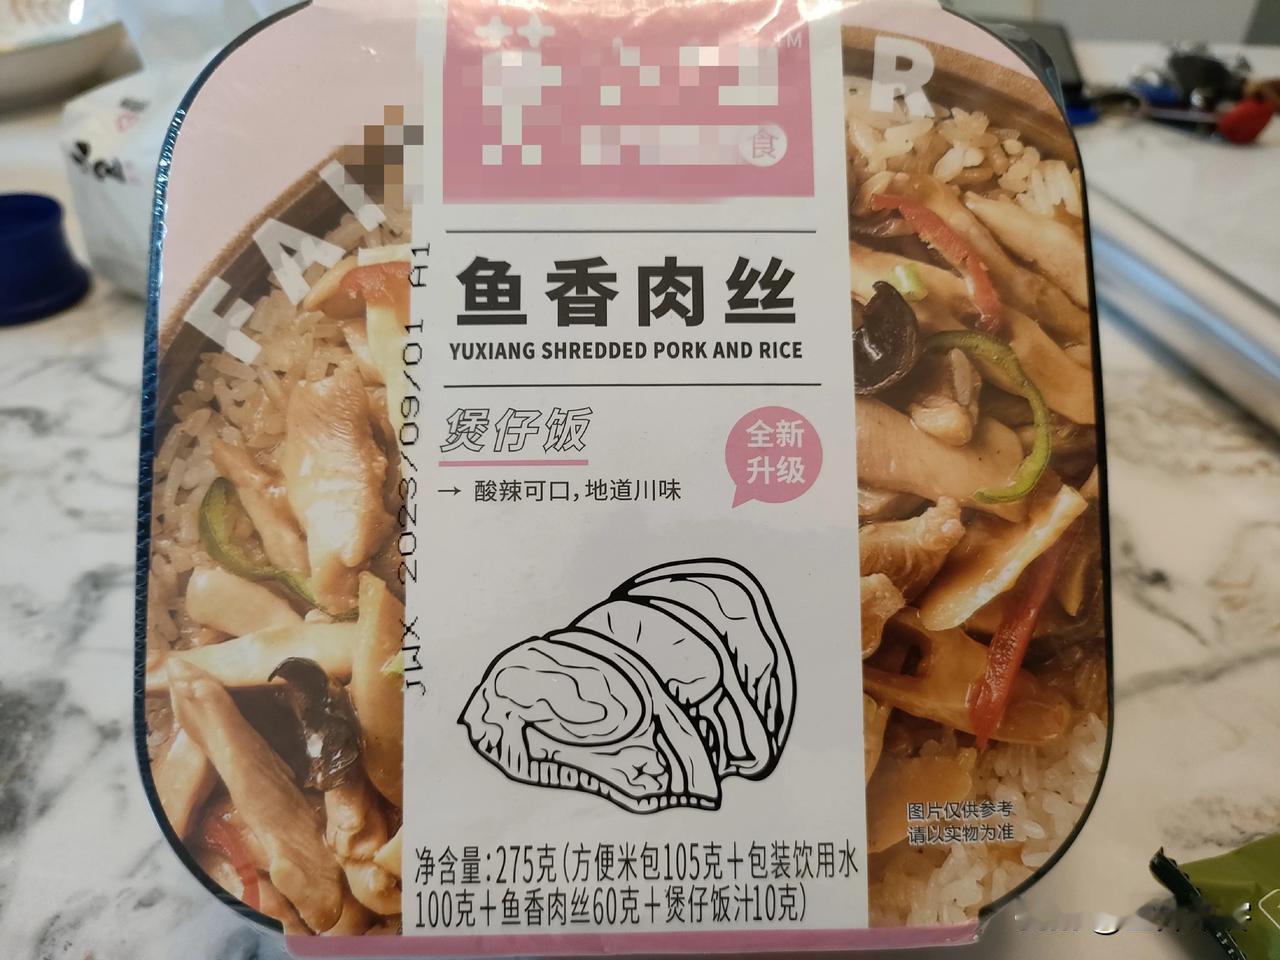 TM
食
FA
R
鱼香肉丝
YUXIANG SHREDDED PORK AND RICE
煲仔饭
全新
升级
→ 酸辣可口,地道川味
JWX 2023/09/01 A1
图片仅供参考
请以实物为准
净含量:275克(方便米包105克+包装饮用水
100克+鱼香肉丝60克+煲仔饭汁10克)